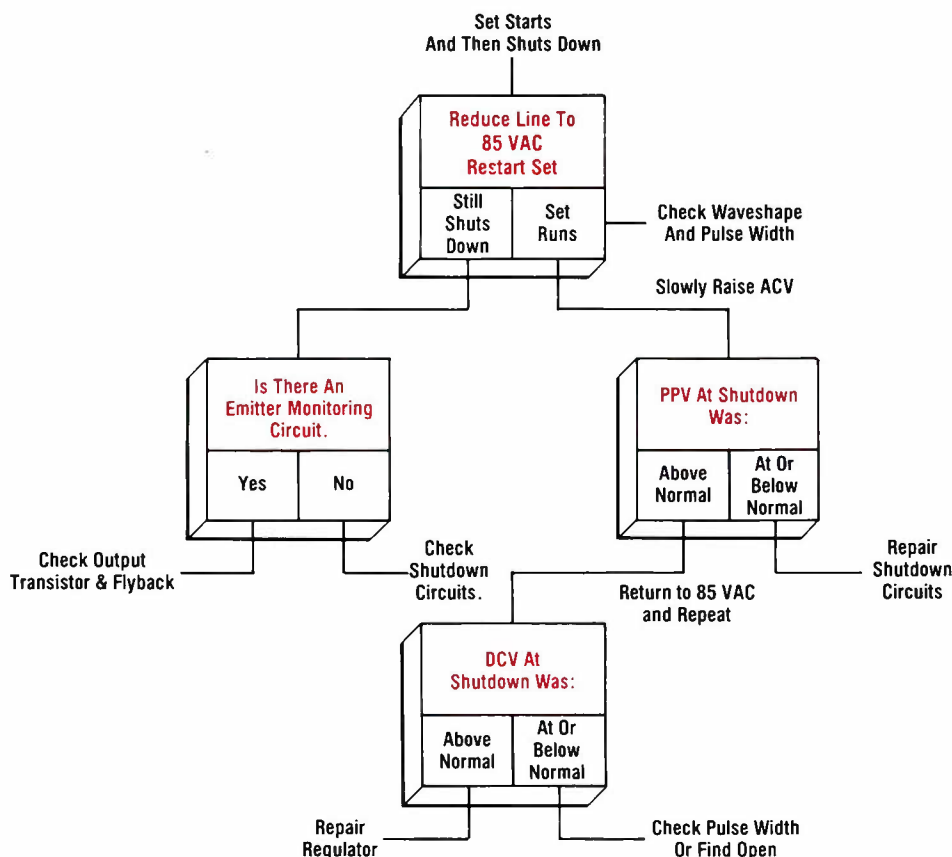 Set Starts
And Then Shuts Down
Reduce Line To
85 VAC
Restart Set
Still
Shuts
Down
Set
Runs
Check Waveshape
And Pulse Width
Slowly Raise ACV
Is There An
Emitter Monitoring
Circuit.
Yes
No
PPV At Shutdown
Was:
Above
Normal
At Or
Below
Normal
Check Output
Transistor & Flyback
Check
Shutdown
Circuits.
Return to 85 VAC
and Repeat
Repair
Shutdown
Circuits
DCV At
Shutdown Was:
Above
Normal
At Or
Below
Normal
Repair
Regulator
Check Pulse Width
Or Find Open